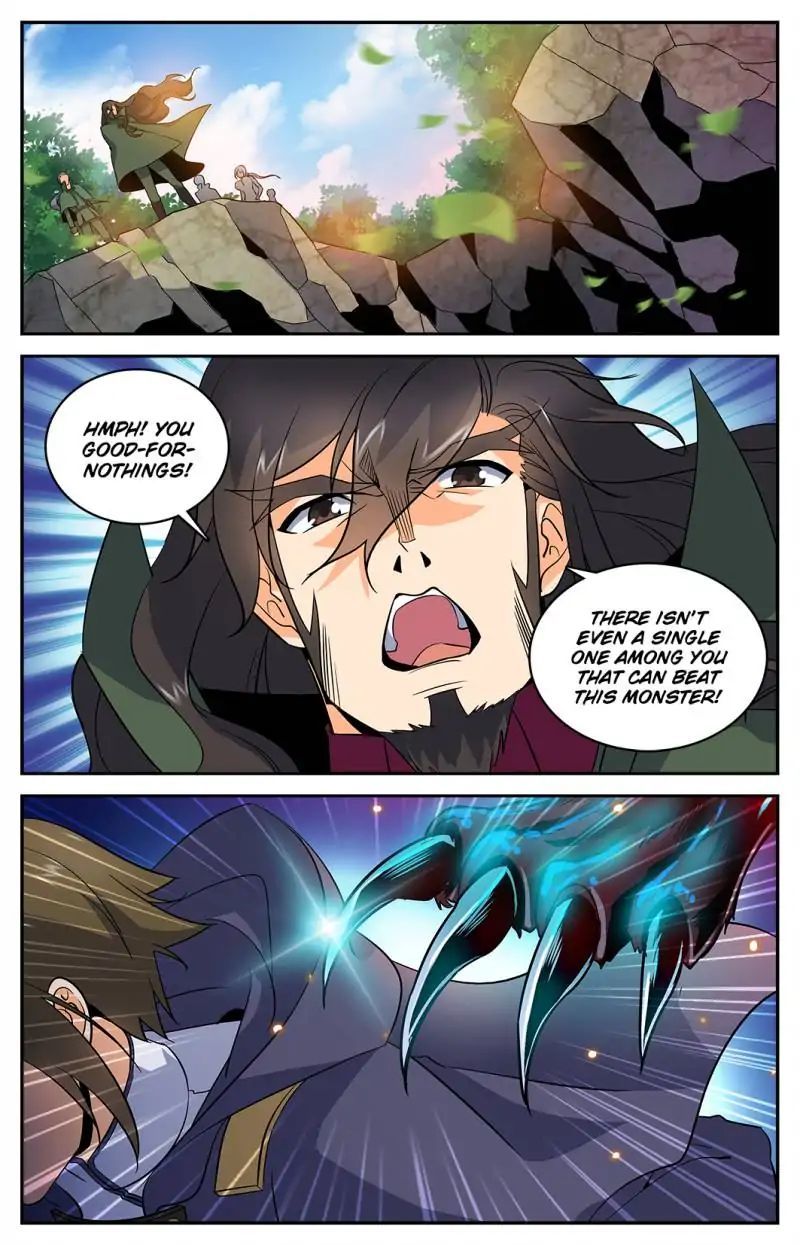 HMPH! YOU
GOOD-FOR-
NOTHINGS!
THERE ISN'T
EVEN A SINGLE
ONE AMONG YOU
THAT CAN BEAT
THIS MONSTER!